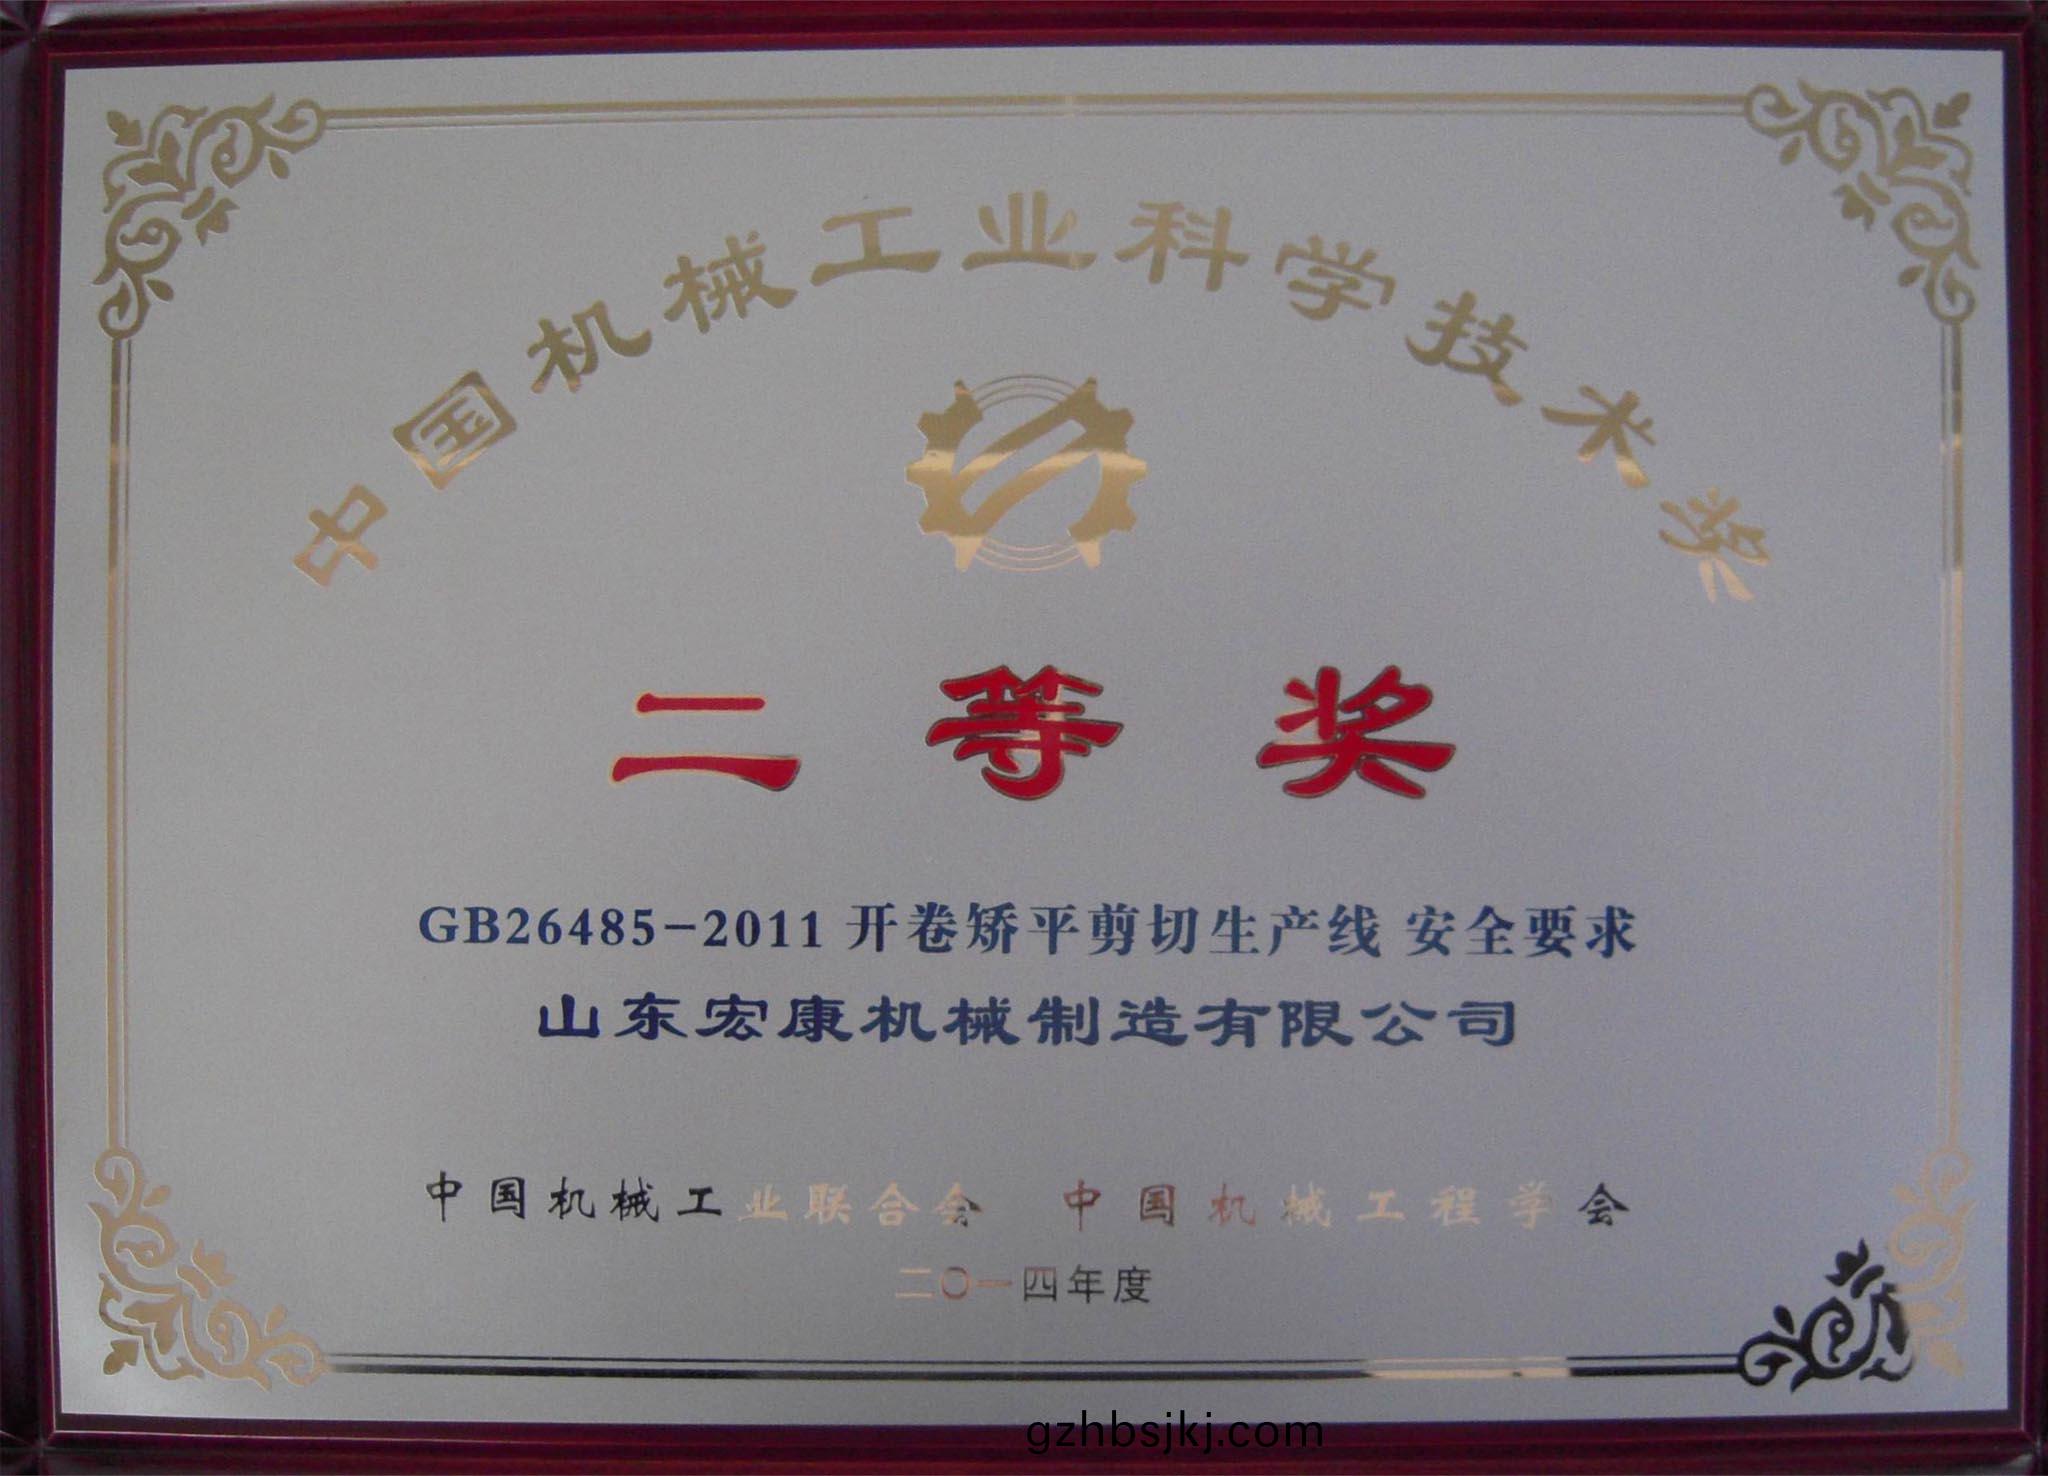 中国机械工业科学技术奖
二等奖
GB26485-2011 开卷矫平剪切生产线 安全要求
山东宏康机械制造有限公司
中国机械工业联合会 中国机械工程学会
二〇一四年度
gzhbsjkj.com